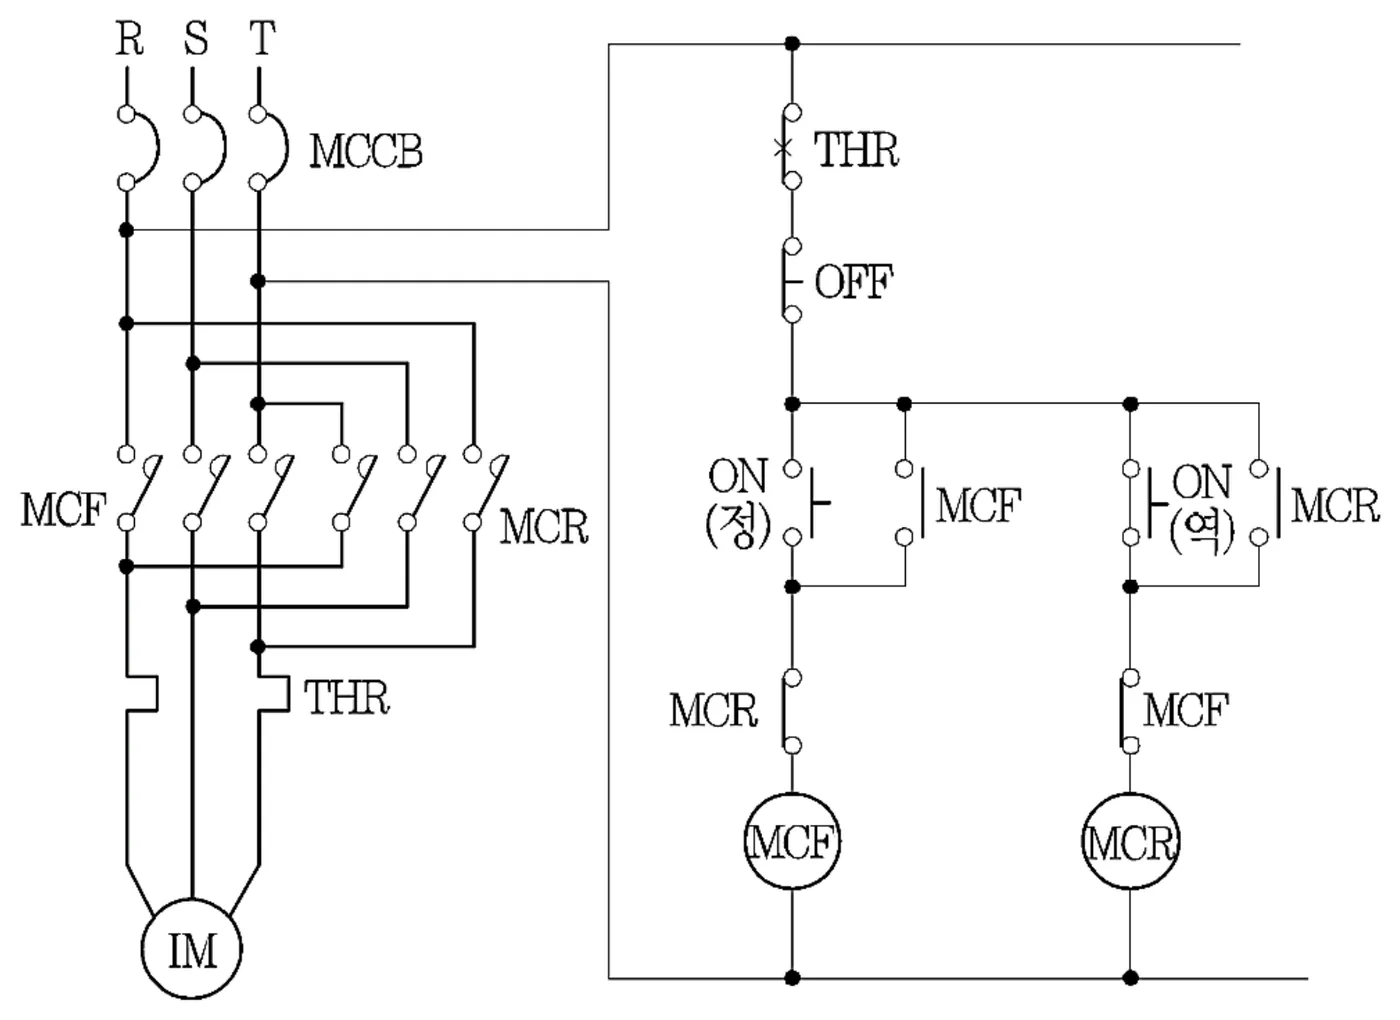 R S T
MCCB
THR
OFF
ON
(정)
MCF
ON
(역)
MCR
MCF
MCR
THR
MCR
MCF
MCF
MCR
IM